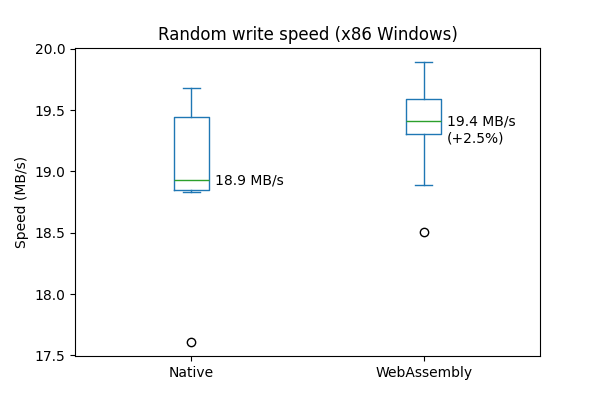 Random write speed (x86 Windows)
Speed (MB/s)
20.0
19.5
19.0
18.5
18.0
17.5
18.9 MB/s
19.4 MB/s
(+2.5%)
Native
WebAssembly